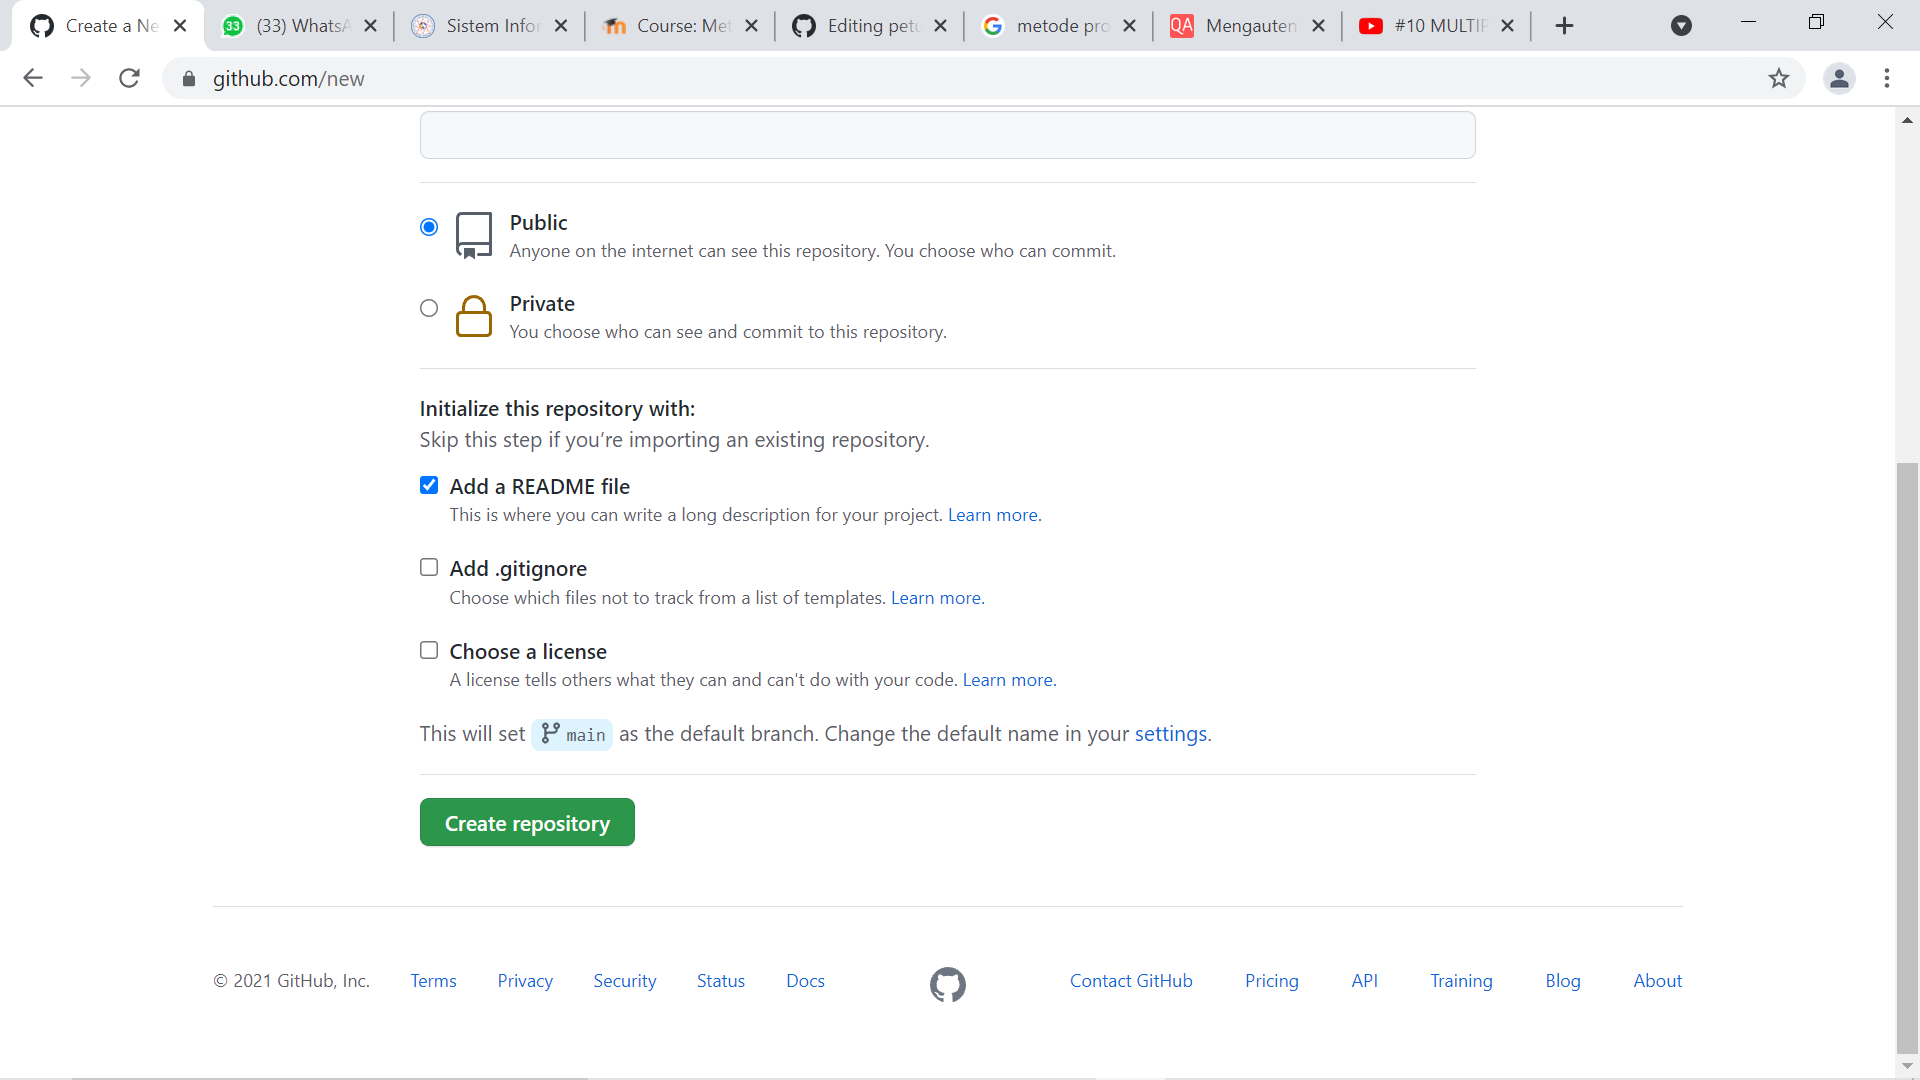 Create a Ne
(33) WhatsA
Sistem Infor
Course: Met
Editing petu
metode pro
QA Mengauten
#10 MULTIP
github.com/new
Public
Anyone on the internet can see this repository. You choose who can commit.
Private
You choose who can see and commit to this repository.
Initialize this repository with:
Skip this step if you’re importing an existing repository.
Add a README file
This is where you can write a long description for your project. Learn more.
Add .gitignore
Choose which files not to track from a list of templates. Learn more.
Choose a license
A license tells others what they can and can't do with your code. Learn more.
This will set main as the default branch. Change the default name in your settings.
Create repository
© 2021 GitHub, Inc. Terms Privacy Security Status Docs Contact GitHub Pricing API Training Blog About